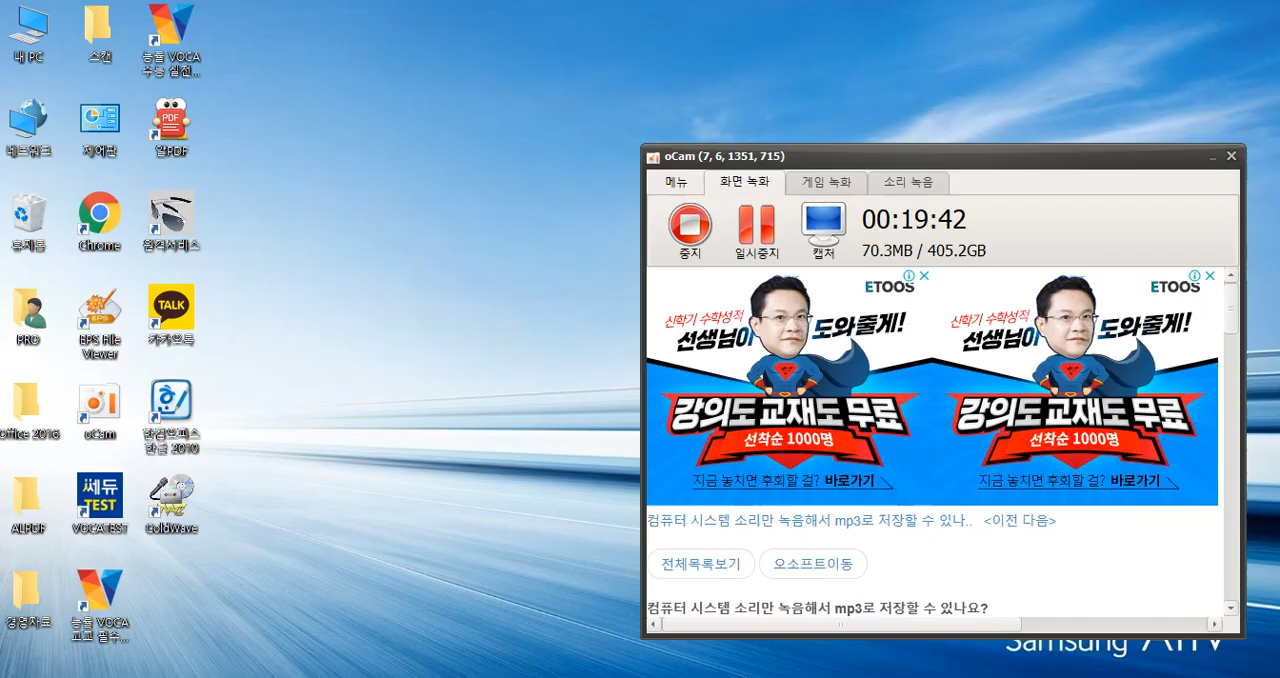 내 PC
스캔
능률 VOCA
수능 실전...
네트워크
제어판
PDF
알PDF
휴지통
Chrome
원격서비스
PRO
EPS
EPS File
Viewer
TALK
카카오톡
Office 2016
oCam
한컴오피스
한글 2010
ALPDF
쎄듀
TEST
VOCATEST
GoldWave
경영자료
능률 VOCA
고교 필수...
oCam (7, 6, 1351, 715)
메뉴
화면 녹화
게임 녹화
소리 녹음
중지
일시중지
캡처
00:19:42
70.3MB / 405.2GB
ETOOS
신학기 수학성적
선생님이 도와줄게!
강의도 교재도 무료
선착순 1000명
지금 놓치면 후회할 걸? 바로가기
ETOOS
신학기 수학성적
선생님이 도와줄게!
강의도 교재도 무료
선착순 1000명
지금 놓치면 후회할 걸? 바로가기
컴퓨터 시스템 소리만 녹음해서 mp3로 저장할 수 있나.. <이전 다음>
전체목록보기
오소프트이동
컴퓨터 시스템 소리만 녹음해서 mp3로 저장할 수 있나요?
Samsung ATIV